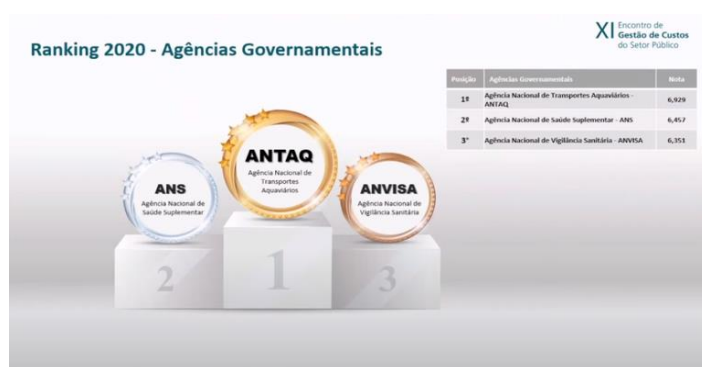 XI Encontro de
Gestão de Custos
do Setor Público
Ranking 2020 - Agências Governamentais
Posição Agências Governamentais Nota
1º Agência Nacional de Transportes Aquaviários - 6,929
ANTAQ
2º Agência Nacional de Saúde Suplementar - ANS 6,457
3° Agência Nacional de Vigilância Sanitária - ANVISA 6,351
ANTAQ
Agência Nacional de
Transportes
Aquaviários
ANS
Agência Nacional de
Saúde Suplementar
ANVISA
Agência Nacional de
Vigilância Sanitária
2
1
3